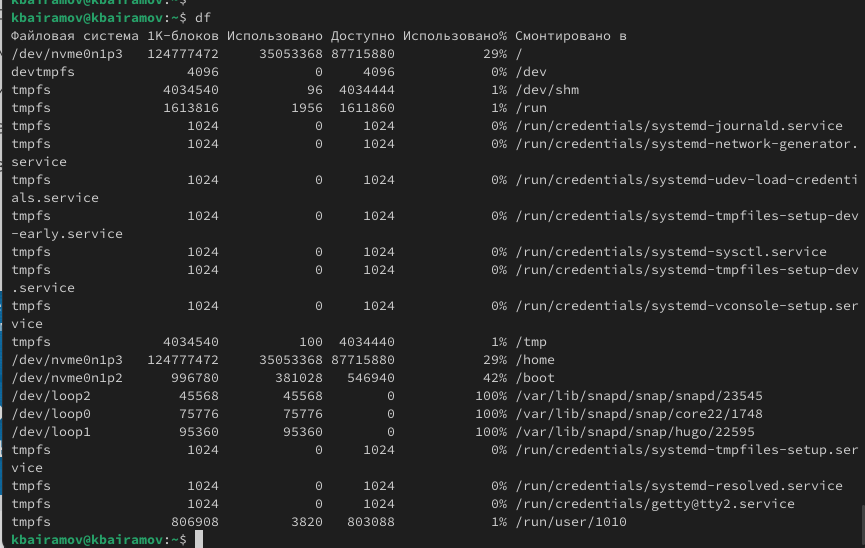 kbairamov@kbairamov:~$ df
Файловая система 1K-блоков Использовано Доступно Использовано% Смонтировано в
/dev/nvme0n1p3   124777472     35053368 87715880           29% /
devtmpfs              4096            0     4096            0% /dev
tmpfs              4034540           96  4034444            1% /dev/shm
tmpfs              1613816         1956  1611860            1% /run
tmpfs                 1024            0     1024            0% /run/credentials/systemd-journald.service
tmpfs                 1024            0     1024            0% /run/credentials/systemd-network-generator.
service
tmpfs                 1024            0     1024            0% /run/credentials/systemd-udev-load-credenti
als.service
tmpfs                 1024            0     1024            0% /run/credentials/systemd-tmpfiles-setup-dev
-early.service
tmpfs                 1024            0     1024            0% /run/credentials/systemd-sysctl.service
tmpfs                 1024            0     1024            0% /run/credentials/systemd-tmpfiles-setup-dev
.service
tmpfs                 1024            0     1024            0% /run/credentials/systemd-vconsole-setup.ser
vice
tmpfs              4034540          100  4034440            1% /tmp
/dev/nvme0n1p3   124777472     35053368 87715880           29% /home
/dev/nvme0n1p2      996780       381028   546940           42% /boot
/dev/loop2           45568        45568        0          100% /var/lib/snapd/snap/snapd/23545
/dev/loop0           75776        75776        0          100% /var/lib/snapd/snap/core22/1748
/dev/loop1           95360        95360        0          100% /var/lib/snapd/snap/hugo/22595
tmpfs                 1024            0     1024            0% /run/credentials/systemd-tmpfiles-setup.ser
vice
tmpfs                 1024            0     1024            0% /run/credentials/systemd-resolved.service
tmpfs                 1024            0     1024            0% /run/credentials/getty@tty2.service
tmpfs               806908         3820   803088            1% /run/user/1010
kbairamov@kbairamov:~$